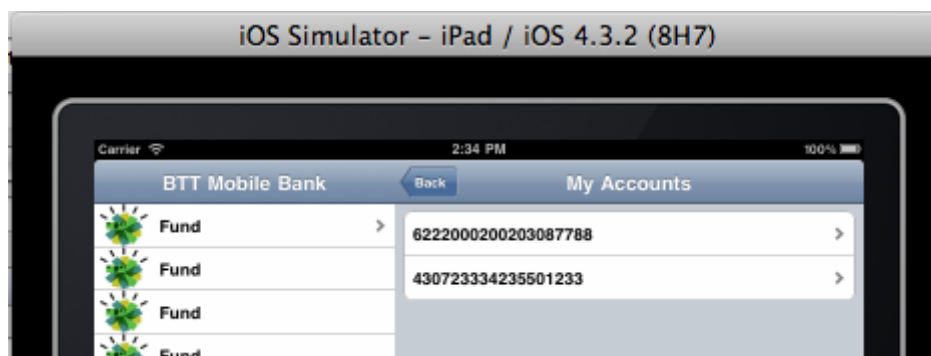 iOS Simulator – iPad / iOS 4.3.2 (8H7)
Carrier 2:34 PM 100%
BTT Mobile Bank Back My Accounts
Fund
Fund
Fund
Fund
6222000200203087788
430723334235501233